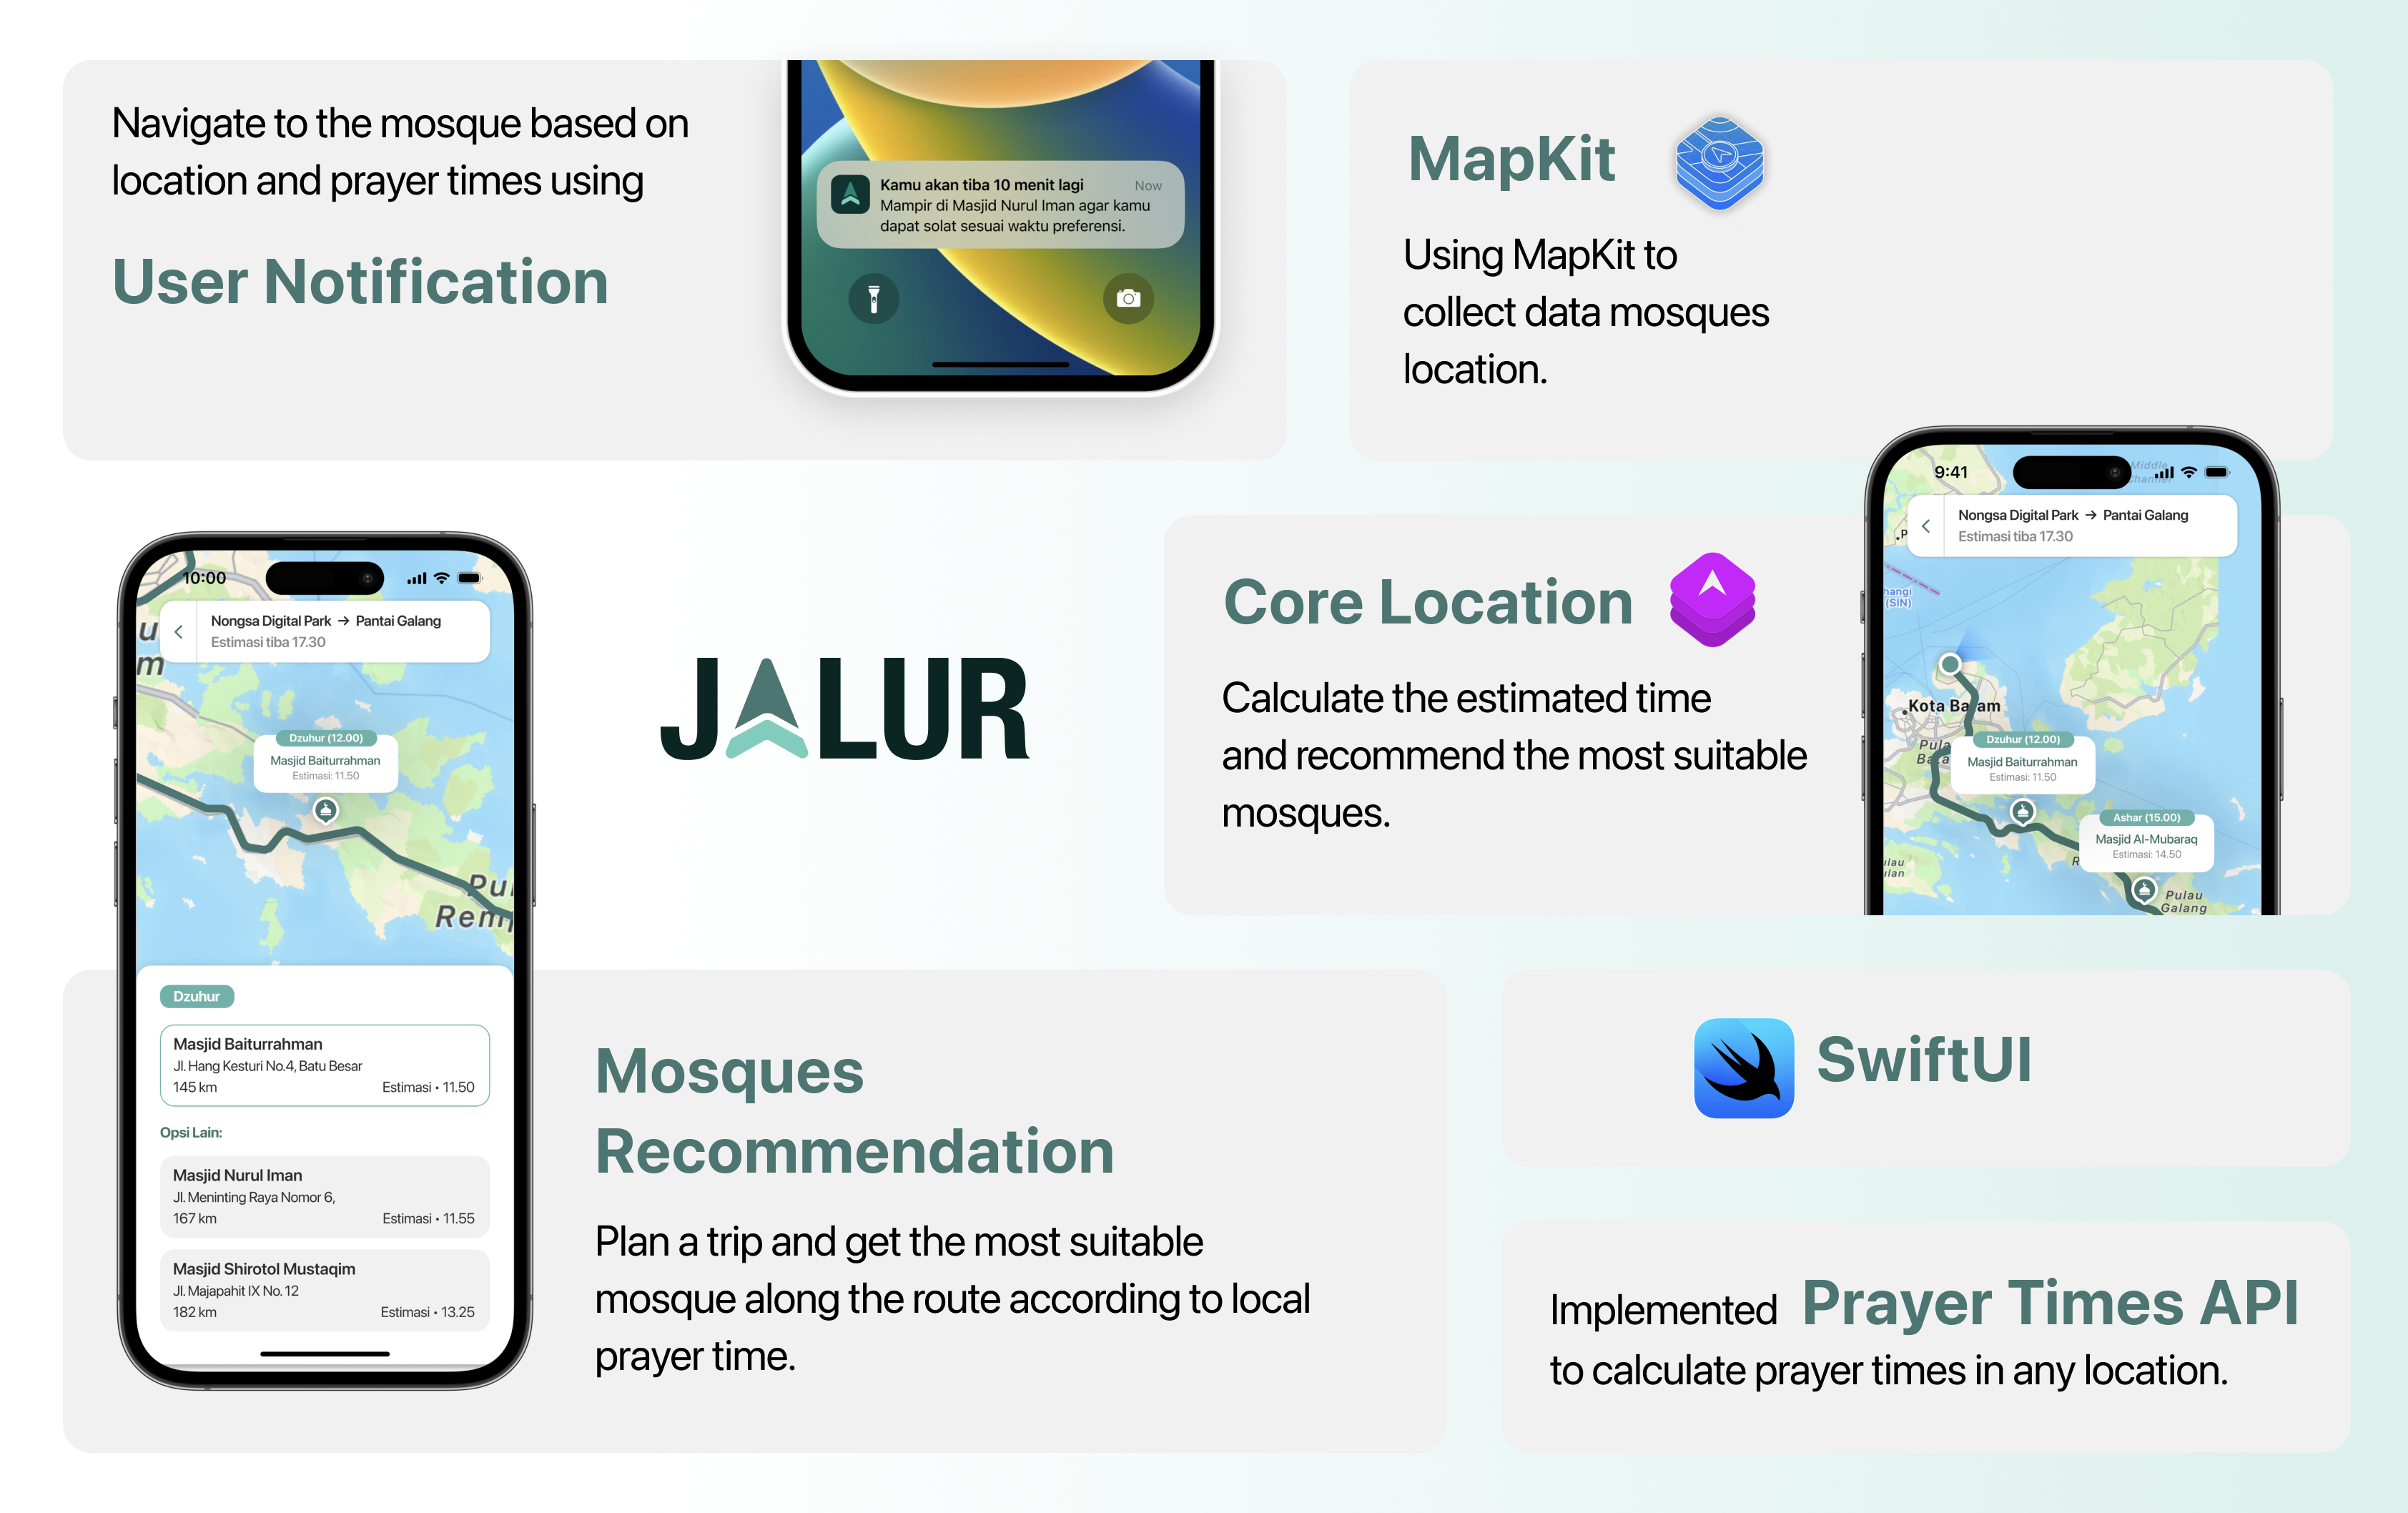 Navigate to the mosque based on
location and prayer times using
User Notification
Kamu akan tiba 10 menit lagi
Now
Mampir di Masjid Nurul Iman agar kamu
dapat solat sesuai waktu preferensi.
MapKit
Using MapKit to
collect data mosques
location.
10:00
Nongsa Digital Park → Pantai Galang
Estimasi tiba 17.30
Dzuhur (12.00)
Masjid Baiturrahman
Estimasi: 11.50
Dzuhur
Masjid Baiturrahman
Jl. Hang Kesturi No.4, Batu Besar
145 km
Estimasi • 11.50
Opsi Lain:
Masjid Nurul Iman
Jl. Meninting Raya Nomor 6,
167 km
Estimasi • 11.55
Masjid Shirotol Mustaqim
Jl. Majapahit IX No. 12
182 km
Estimasi • 13.25
JALUR
Core Location
Calculate the estimated time
and recommend the most suitable
mosques.
9:41
Middle
Nongsa Digital Park → Pantai Galang
Estimasi tiba 17.30
(SIN)
Kota Batam
Dzuhur (12.00)
Masjid Baiturrahman
Estimasi: 11.50
Ashar (15.00)
Masjid Al-Mubaraq
Estimasi: 14.50
Pulau
Galang
Mosques
Recommendation
Plan a trip and get the most suitable
mosque along the route according to local
prayer time.
SwiftUI
Implemented Prayer Times API
to calculate prayer times in any location.